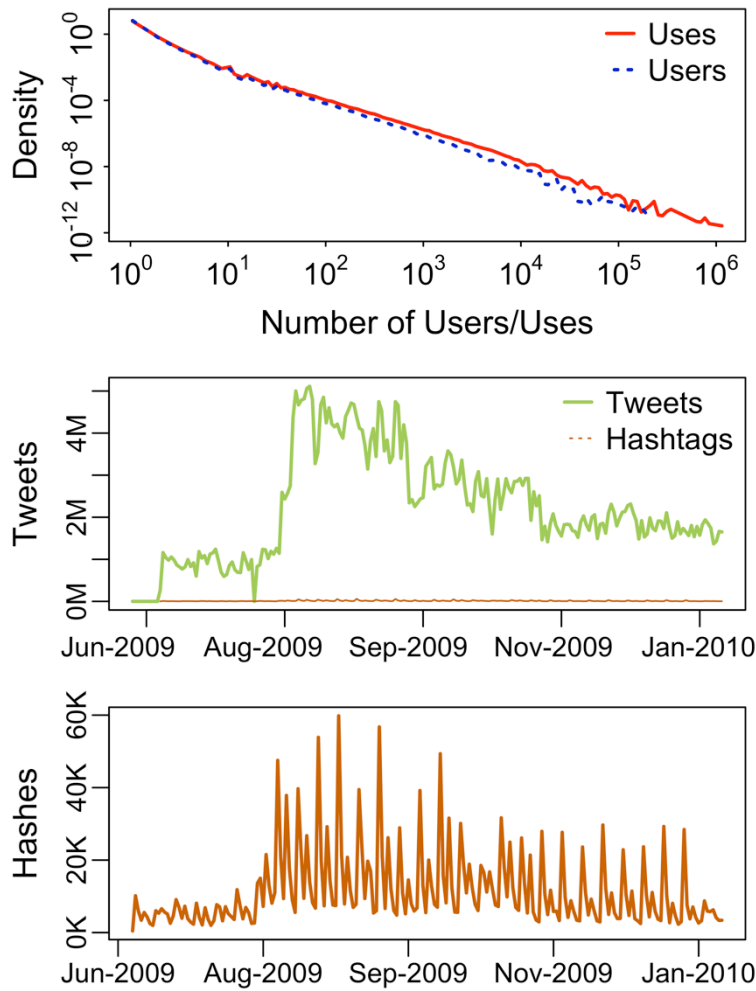 Uses
Users
Density
10^0
10^-4
10^-8
10^-12
10^0 10^1 10^2 10^3 10^4 10^5 10^6
Number of Users/Uses
Tweets
Hashtags
Tweets
4M
2M
0M
Jun-2009 Aug-2009 Sep-2009 Nov-2009 Jan-2010
Hashes
60K
40K
20K
0K
Jun-2009 Aug-2009 Sep-2009 Nov-2009 Jan-2010